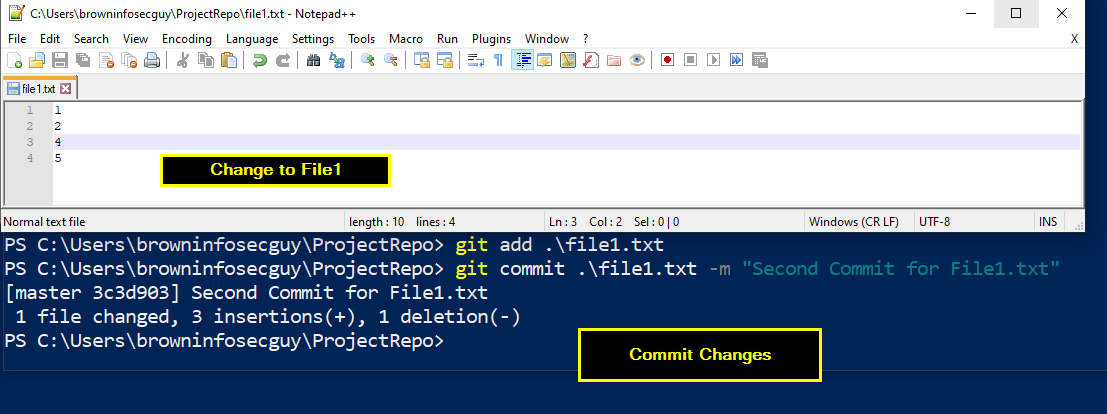 C:\Users\browninfosecguy\ProjectRepo\file1.txt - Notepad++
File Edit Search View Encoding Language Settings Tools Macro Run Plugins Window ? X
file1.txt
1 1
2 2
3 4
4 5
Change to File1
Normal text file length : 10 lines : 4 Ln : 3 Col : 2 Sel : 0 | 0 Windows (CR LF) UTF-8 INS
PS C:\Users\browninfosecguy\ProjectRepo> git add .\file1.txt
PS C:\Users\browninfosecguy\ProjectRepo> git commit .\file1.txt -m "Second Commit for File1.txt"
[master 3c3d903] Second Commit for File1.txt
1 file changed, 3 insertions(+), 1 deletion(-)
PS C:\Users\browninfosecguy\ProjectRepo>
Commit Changes